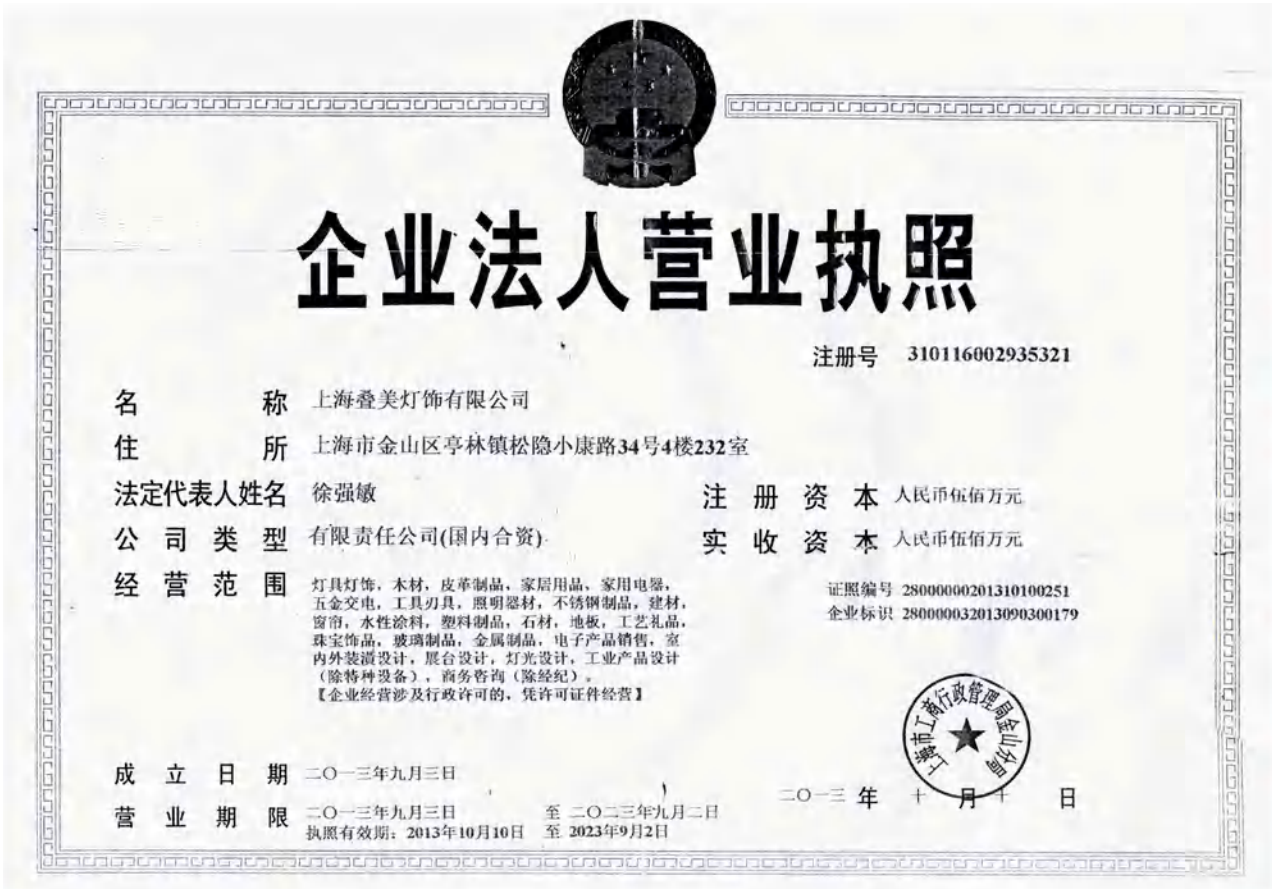 企业法人营业执照
注册号 310116002935321
名称 上海叠美灯饰有限公司
住所 上海市金山区亭林镇松隐小康路34号4楼232室
法定代表人姓名 徐强敏
注册资本 人民币伍佰万元
公司类型 有限责任公司(国内合资)
实收资本 人民币伍佰万元
经营范围 灯具灯饰，木材，皮革制品，家居用品，家用电器，
五金交电，工具刃具，照明器材，不锈钢制品，建材，
窗帘，水性涂料，塑料制品，石材，地板，工艺礼品，
珠宝饰品，玻璃制品，金属制品，电子产品销售，室
内外装潢设计，展台设计，灯光设计，工业产品设计
（除特种设备），商务咨询（除经纪）。
【企业经营涉及行政许可的，凭许可证件经营】
证照编号 28000000201310100251
企业标识 28000003201309030017​9
上海市工商行政管理局金山分局
成立日期 二〇一三年九月三日
营业期限 二〇一三年九月三日 至 二〇二三年九月二日
执照有效期：2013年10月10日 至 2023年9月2日
二〇一三 年 十 月 十 日